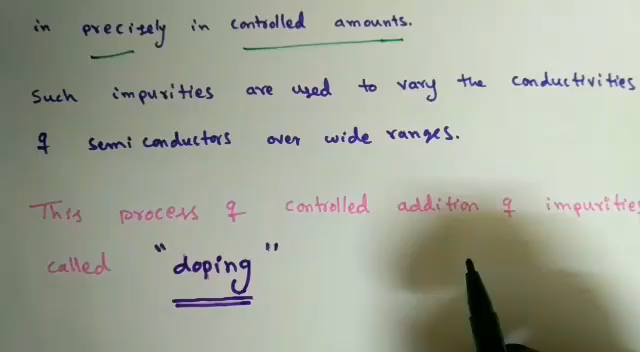 in precisely in controlled amounts.
Such impurities are used to vary the conductivities
of semiconductors over wide ranges.
This process of controlled addition of impurities
called "doping"